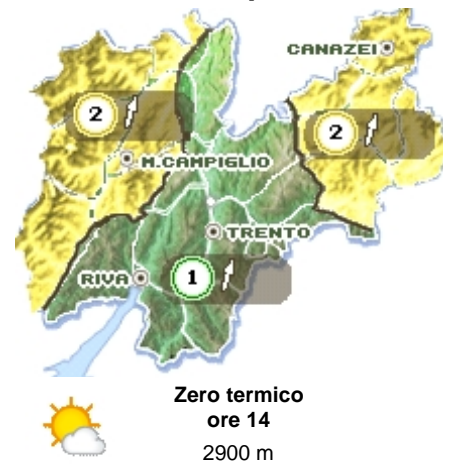 CANAZEI
2
2
M.CAMPIGLIO
TRENTO
RIVA
1
Zero termico
ore 14
2900 m